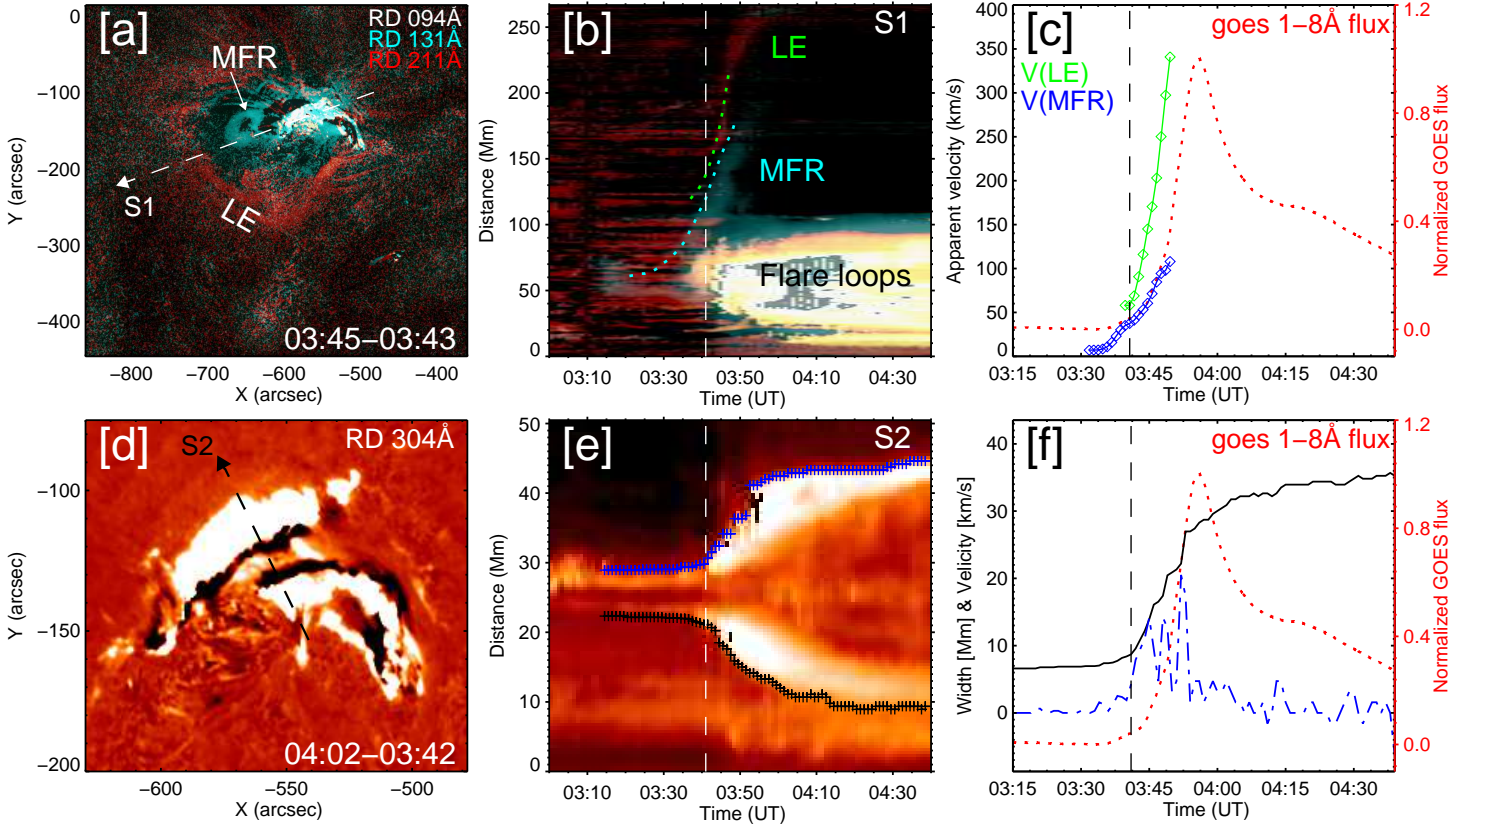 [a]
RD 094Å
RD 131Å
RD 211Å
MFR
S1
LE
03:45−03:43
0
−100
−200
−300
−400
Y (arcsec)
−800
−700
−600
−500
−400
X (arcsec)
[b]
S1
LE
MFR
Flare loops
250
200
150
100
50
0
Distance (Mm)
03:10
03:30
03:50
04:10
04:30
Time (UT)
[c]
goes 1−8Å flux
V(LE)
V(MFR)
400
350
300
250
200
150
100
50
0
Apparent velocity (km/s)
1.2
0.8
0.4
0.0
Normalized GOES flux
03:15
03:30
03:45
04:00
04:15
04:30
Time (UT)
[d]
S2
RD 304Å
04:02−03:42
−100
−150
−200
Y (arcsec)
−600
−550
−500
X (arcsec)
[e]
S2
50
40
30
20
10
0
Distance (Mm)
03:10
03:30
03:50
04:10
04:30
Time (UT)
[f]
goes 1−8Å flux
40
30
20
10
0
Width [Mm] & Velicity [km/s]
1.2
0.8
0.4
0.0
Normalized GOES flux
03:15
03:30
03:45
04:00
04:15
04:30
Time (UT)